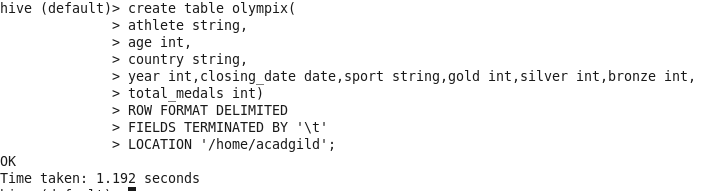 hive (default)> create table olympix(
> athlete string,
> age int,
> country string,
> year int,closing_date date,sport string,gold int,silver int,bronze int,
> total_medals int)
> ROW FORMAT DELIMITED
> FIELDS TERMINATED BY '\t'
> LOCATION '/home/acadgild';
OK
Time taken: 1.192 seconds
hive (default)>